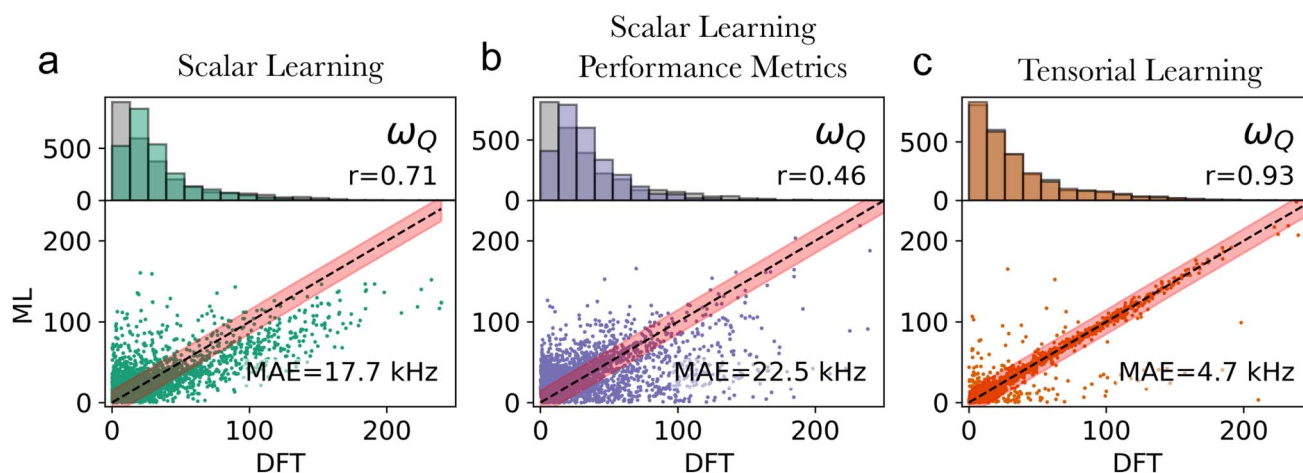 a
Scalar Learning
500
0
ω_Q
r=0.71
200
100
0
ML
MAE=17.7 kHz
0
100
200
DFT
b
Scalar Learning
Performance Metrics
500
0
ω_Q
r=0.46
200
100
0
MAE=22.5 kHz
0
100
200
DFT
c
Tensorial Learning
500
0
ω_Q
r=0.93
200
100
0
MAE=4.7 kHz
0
100
200
DFT